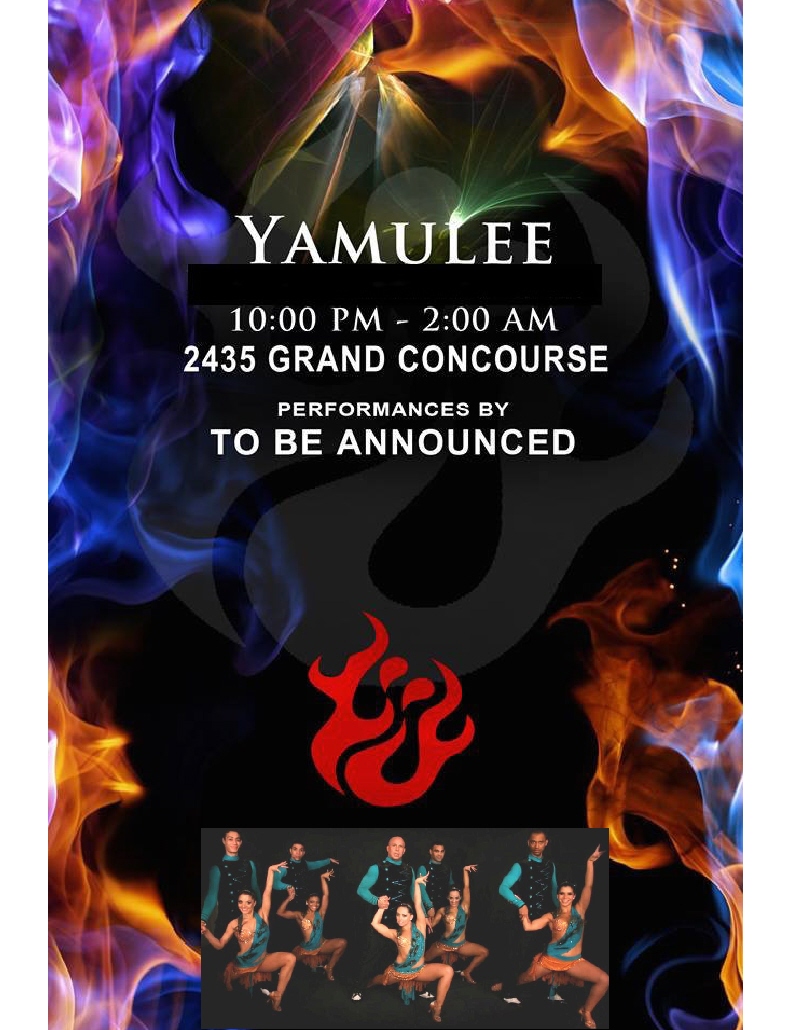 YAMULEE
10:00 PM - 2:00 AM
2435 GRAND CONCOURSE
PERFORMANCES BY
TO BE ANNOUNCED